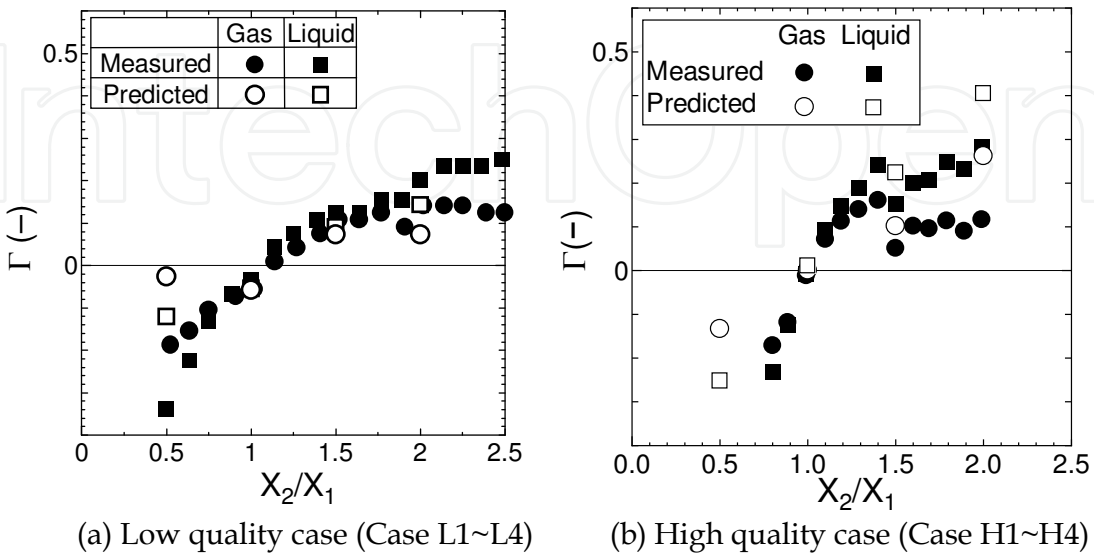 IntechOpen
Gas Liquid
Measured
Predicted
0.5
0
Γ (−)
0 0.5 1 1.5 2 2.5
X₂/X₁
(a) Low quality case (Case L1~L4)
Gas Liquid
Measured
Predicted
0.5
0
Γ (−)
0.0 0.5 1.0 1.5 2.0 2.5
X₂/X₁
(b) High quality case (Case H1~H4)